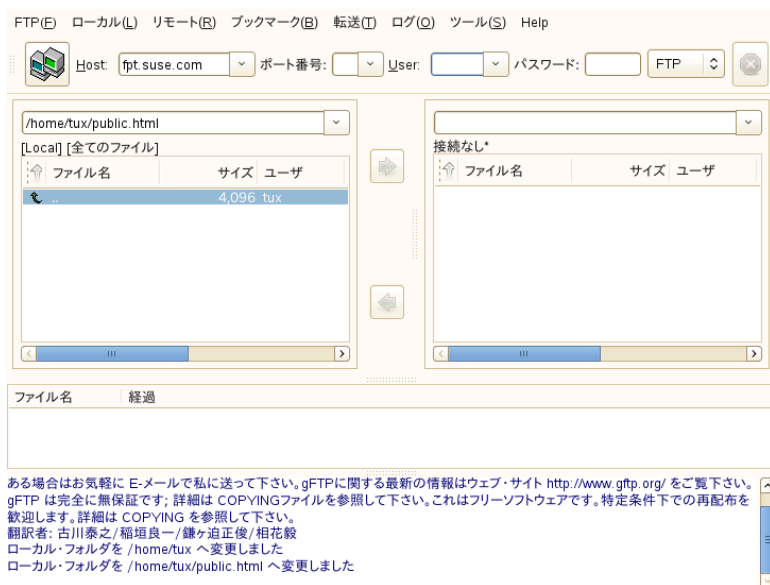 FTP(F) ローカル(L) リモート(R) ブックマーク(B) 転送(T) ログ(O) ツール(S) Help
Host: fpt.suse.com ポート番号: User: パスワード: FTP
/home/tux/public.html
[Local] [全てのファイル]
ファイル名 サイズ ユーザ
.. 4,096 tux
接続なし*
ファイル名 サイズ ユーザ
ファイル名 経過
ある場合はお気軽に E-メールで私に送って下さい。gFTPに関する最新の情報はウェブ・サイト http://www.gftp.org/ をご覧下さい。
gFTP は完全に無保証です; 詳細は COPYINGファイルを参照して下さい。これはフリーソフトウェアです。特定条件下での再配布を
歓迎します。詳細は COPYING を参照して下さい。
翻訳者: 古川泰之/稲垣良一/鎌ヶ迫正俊/相花毅
ローカル・フォルダを /home/tux へ変更しました
ローカル・フォルダを /home/tux/public.html へ変更しました